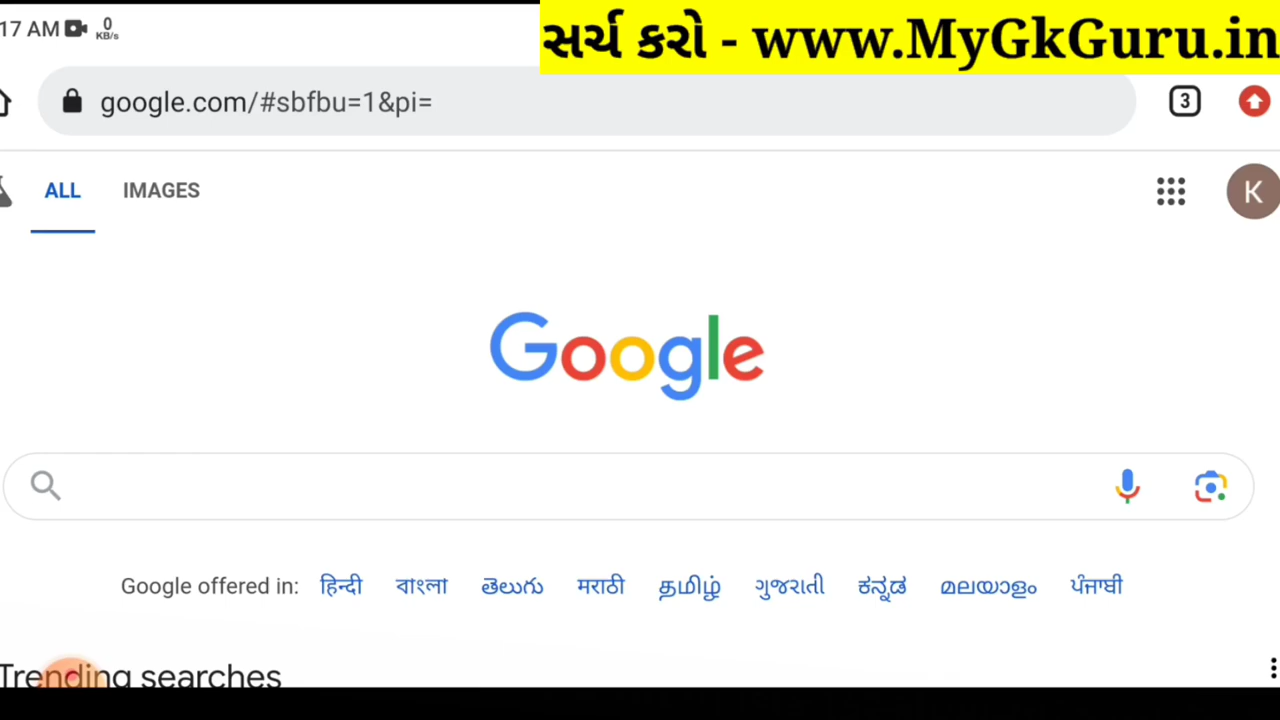 17 AM 0 KB/s
સર્ચ કરો - www.MyGkGuru.in
google.com/#sbfbu=1&pi=
3
ALL IMAGES
K
Google
Google offered in: हिन्दी বাংলা తెలుగు मराठी தமிழ் ગુજરાતી ಕನ್ನಡ മലയാളം ਪੰਜਾਬੀ
Trending searches